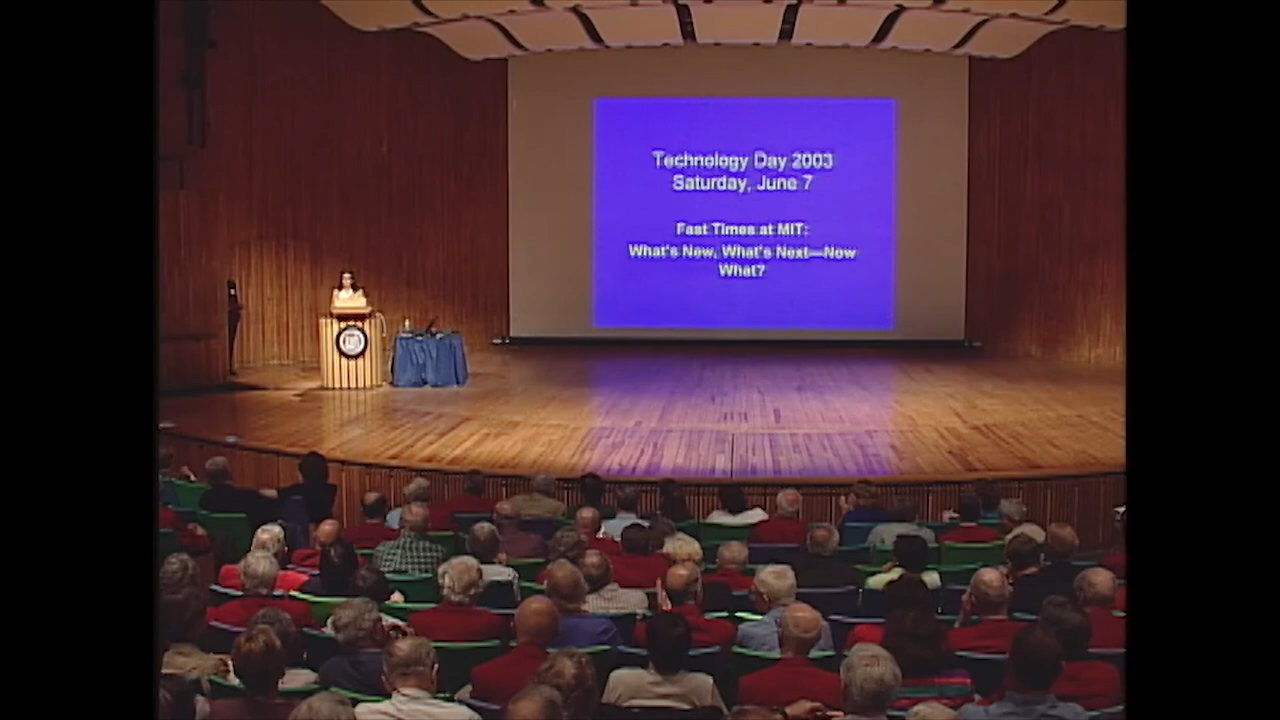 Technology Day 2003
Saturday, June 7
Fast Times at MIT:
What's New, What's Next—Now
What?